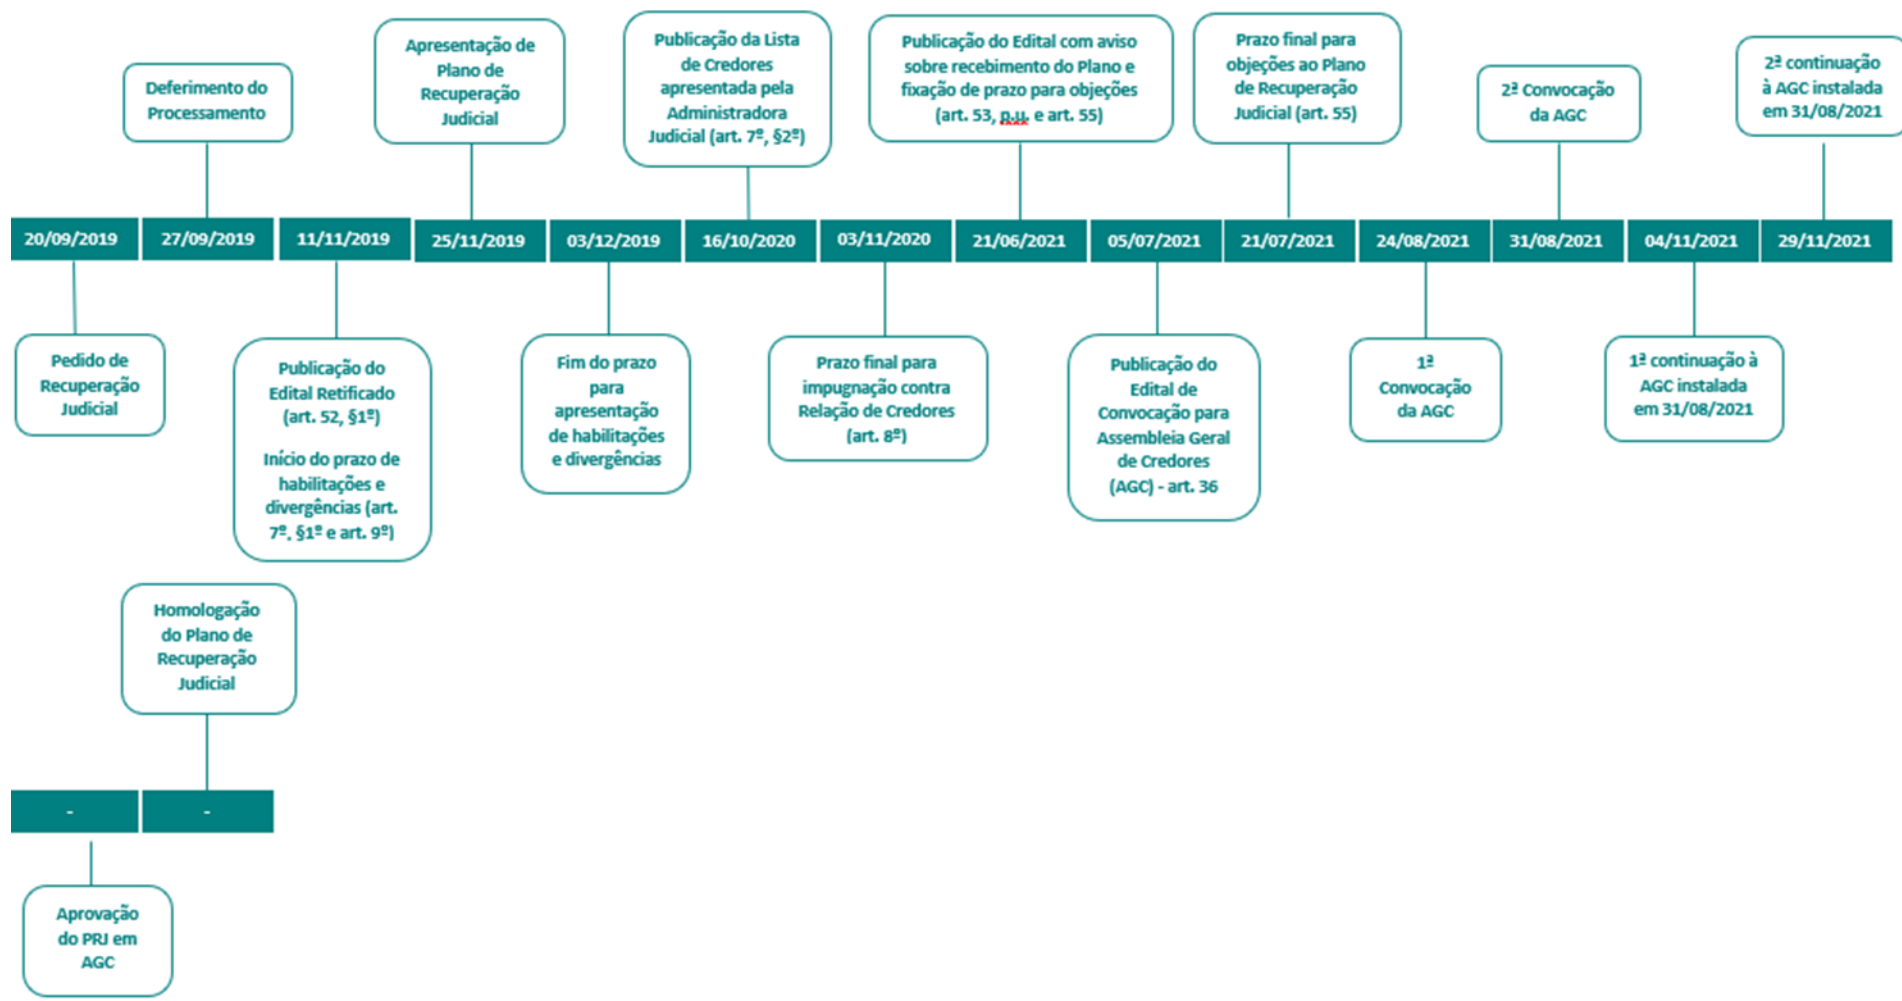 Deferimento do
Processamento
Apresentação de
Plano de
Recuperação
Judicial
Publicação da Lista
de Credores
apresentada pela
Administradora
Judicial (art. 7º, §2º)
Publicação do Edital com aviso
sobre recebimento do Plano e
fixação de prazo para objeções
(art. 53, p.u. e art. 55)
Prazo final para
objeções ao Plano
de Recuperação
Judicial (art. 55)
2ª Convocação
da AGC
2ª continuação
à AGC instalada
em 31/08/2021
20/09/2019
27/09/2019
11/11/2019
25/11/2019
03/12/2019
16/10/2020
03/11/2020
21/06/2021
05/07/2021
21/07/2021
24/08/2021
31/08/2021
04/11/2021
29/11/2021
Pedido de
Recuperação
Judicial
Publicação do
Edital Retificado
(art. 52, §1º)
Início do prazo de
habilitações e
divergências (art.
7º, §1º e art. 9º)
Fim do prazo
para
apresentação
de habilitações
e divergências
Prazo final para
impugnação contra
Relação de Credores
(art. 8º)
Publicação do
Edital de
Convocação para
Assembleia Geral
de Credores
(AGC) - art. 36
1ª
Convocação
da AGC
1ª continuação à
AGC instalada
em 31/08/2021
Homologação
do Plano de
Recuperação
Judicial
-
-
Aprovação
do PRJ em
AGC